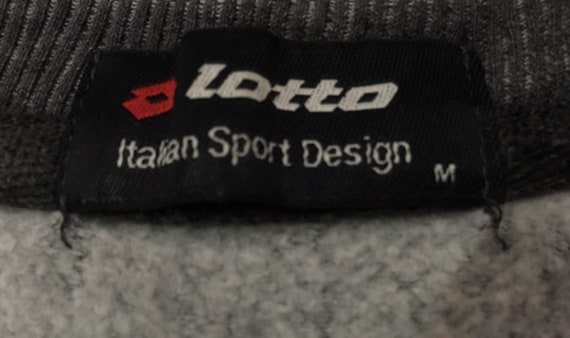 lotto
Italian Sport Design
M